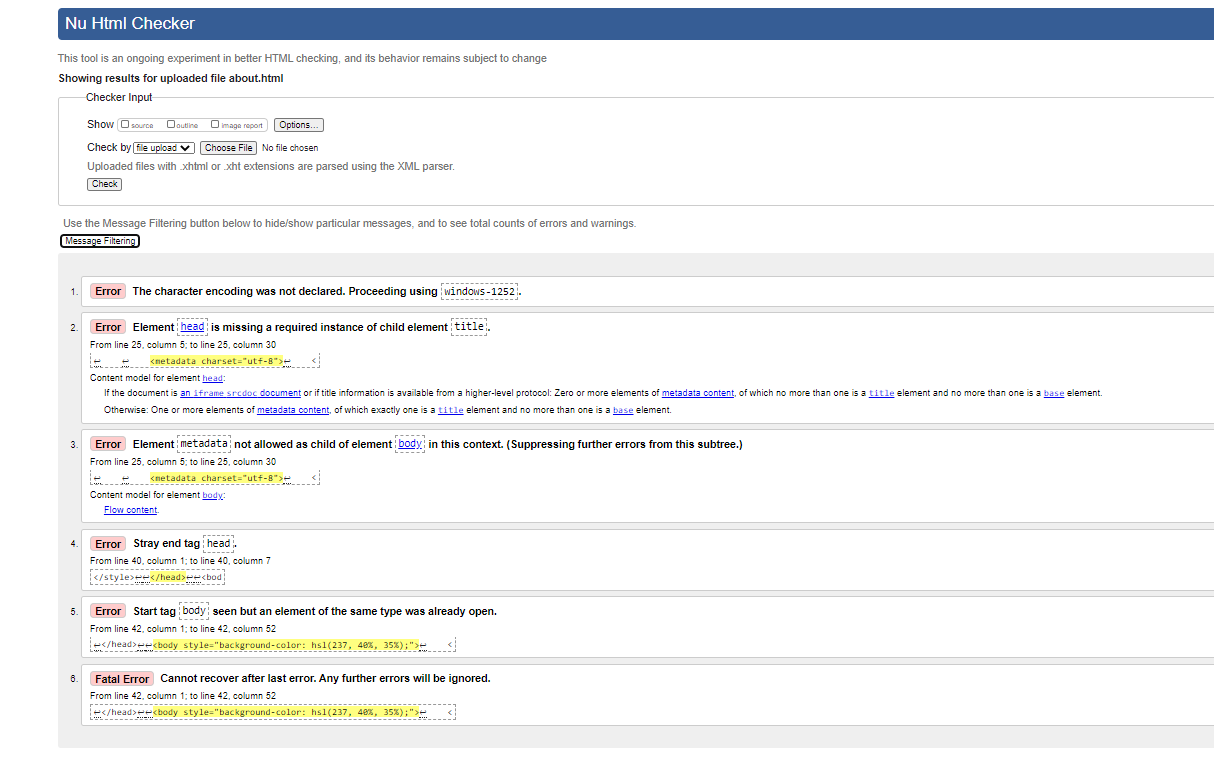 Nu Html Checker
This tool is an ongoing experiment in better HTML checking, and its behavior remains subject to change
Showing results for uploaded file about.html
Checker Input
Show source outline image report Options...
Check by file upload Choose File No file chosen
Uploaded files with .xhtml or .xht extensions are parsed using the XML parser.
Check
Use the Message Filtering button below to hide/show particular messages, and to see total counts of errors and warnings.
Message Filtering
1. Error The character encoding was not declared. Proceeding using windows-1252.
2. Error Element head is missing a required instance of child element title.
From line 25, column 5; to line 25, column 30
↩ ↩ <metadata charset="utf-8">↩ <
Content model for element head:
If the document is an iframe srcdoc document or if title information is available from a higher-level protocol: Zero or more elements of metadata content, of which no more than one is a title element and no more than one is a base element.
Otherwise: One or more elements of metadata content, of which exactly one is a title element and no more than one is a base element.
3. Error Element metadata not allowed as child of element body in this context. (Suppressing further errors from this subtree.)
From line 25, column 5; to line 25, column 30
↩ ↩ <metadata charset="utf-8">↩ <
Content model for element body:
Flow content.
4. Error Stray end tag head.
From line 40, column 1; to line 40, column 7
</style>↩↩</head>↩↩<bod
5. Error Start tag body seen but an element of the same type was already open.
From line 42, column 1; to line 42, column 52
↩</head>↩↩<body style="background-color: hsl(237, 40%, 35%);">↩ <
6. Fatal Error Cannot recover after last error. Any further errors will be ignored.
From line 42, column 1; to line 42, column 52
↩</head>↩↩<body style="background-color: hsl(237, 40%, 35%);">↩ <